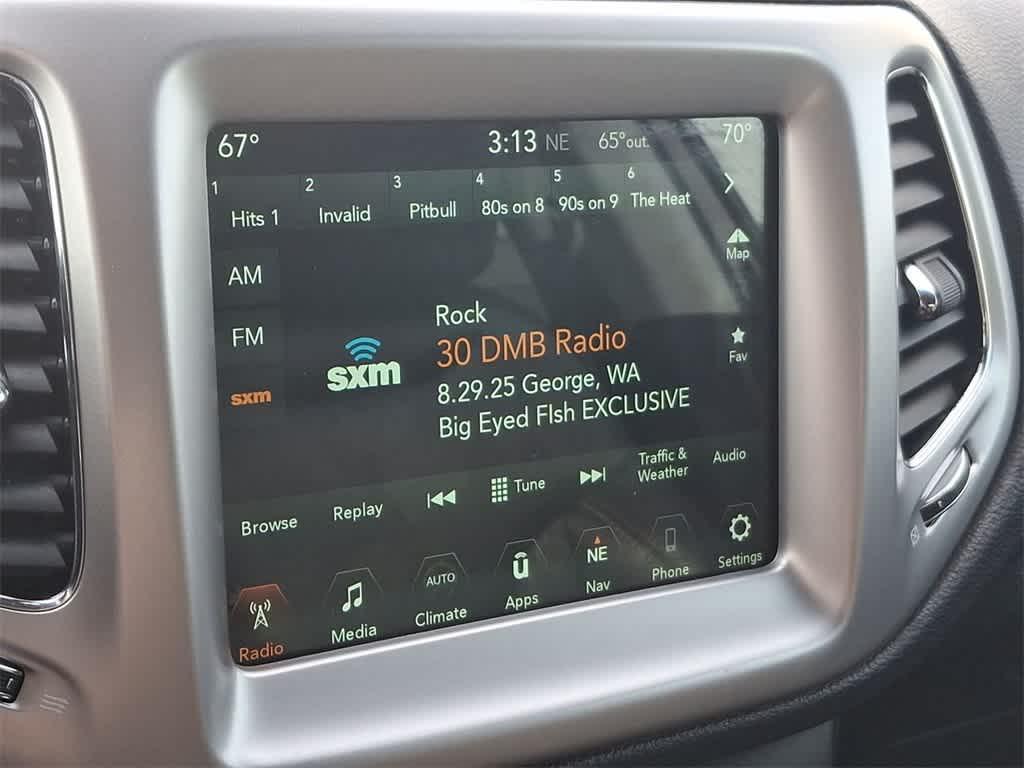 67° 3:13 NE 65°out. 70°
1 2 3 4 5 6
Hits 1 Invalid Pitbull 80s on 8 90s on 9 The Heat
AM
Map
FM
sxm
sxm
Rock
30 DMB Radio
8.29.25 George, WA
Big Eyed FIsh EXCLUSIVE
Fav
Browse Replay Tune Traffic &
Weather Audio
Radio Media AUTO
Climate Apps NE
Nav Phone Settings